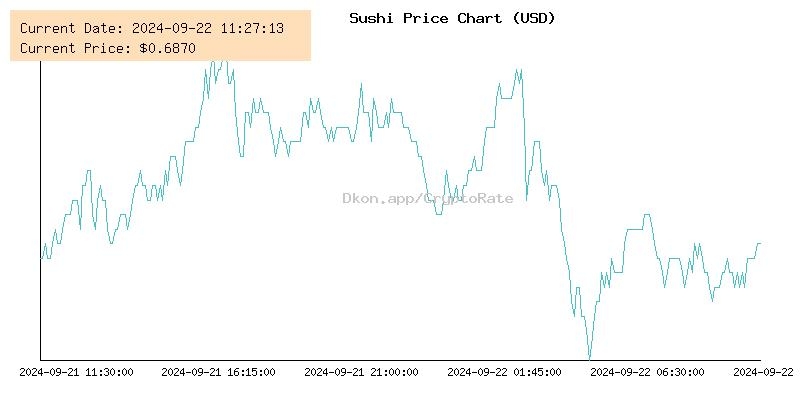 Sushi Price Chart (USD)
Current Date: 2024-09-22 11:27:13
Current Price: $0.6870
Dkon.app/CryptoRate
2024-09-21 11:30:00 2024-09-21 16:15:00 2024-09-21 21:00:00 2024-09-22 01:45:00 2024-09-22 06:30:00 2024-09-22